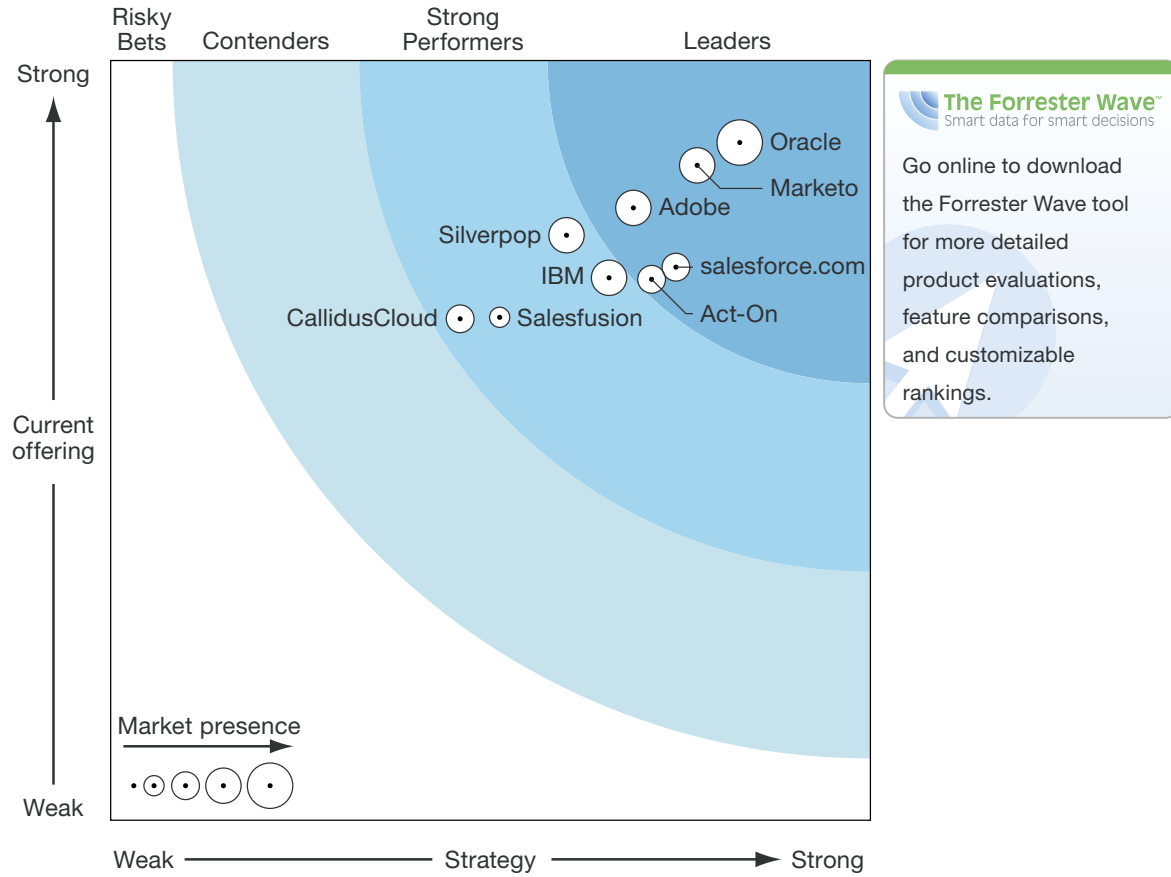 Risky
Bets
Contenders
Strong
Performers
Leaders
Strong
Current
offering
Weak
Oracle
Marketo
Adobe
Silverpop
salesforce.com
IBM
Act-On
CallidusCloud
Salesfusion
Market presence
Weak
Strategy
Strong
The Forrester Wave™
Smart data for smart decisions
Go online to download
the Forrester Wave tool
for more detailed
product evaluations,
feature comparisons,
and customizable
rankings.